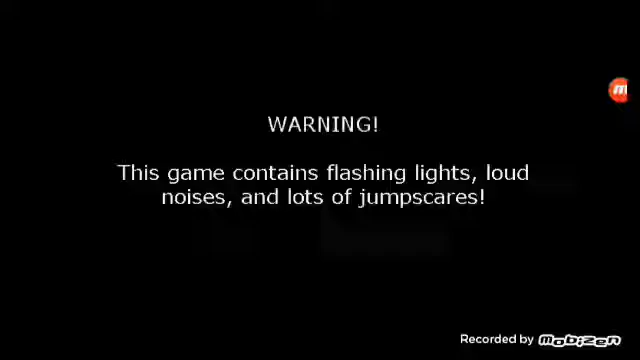 WARNING!
This game contains flashing lights, loud
noises, and lots of jumpscares!
Recorded by mobizen